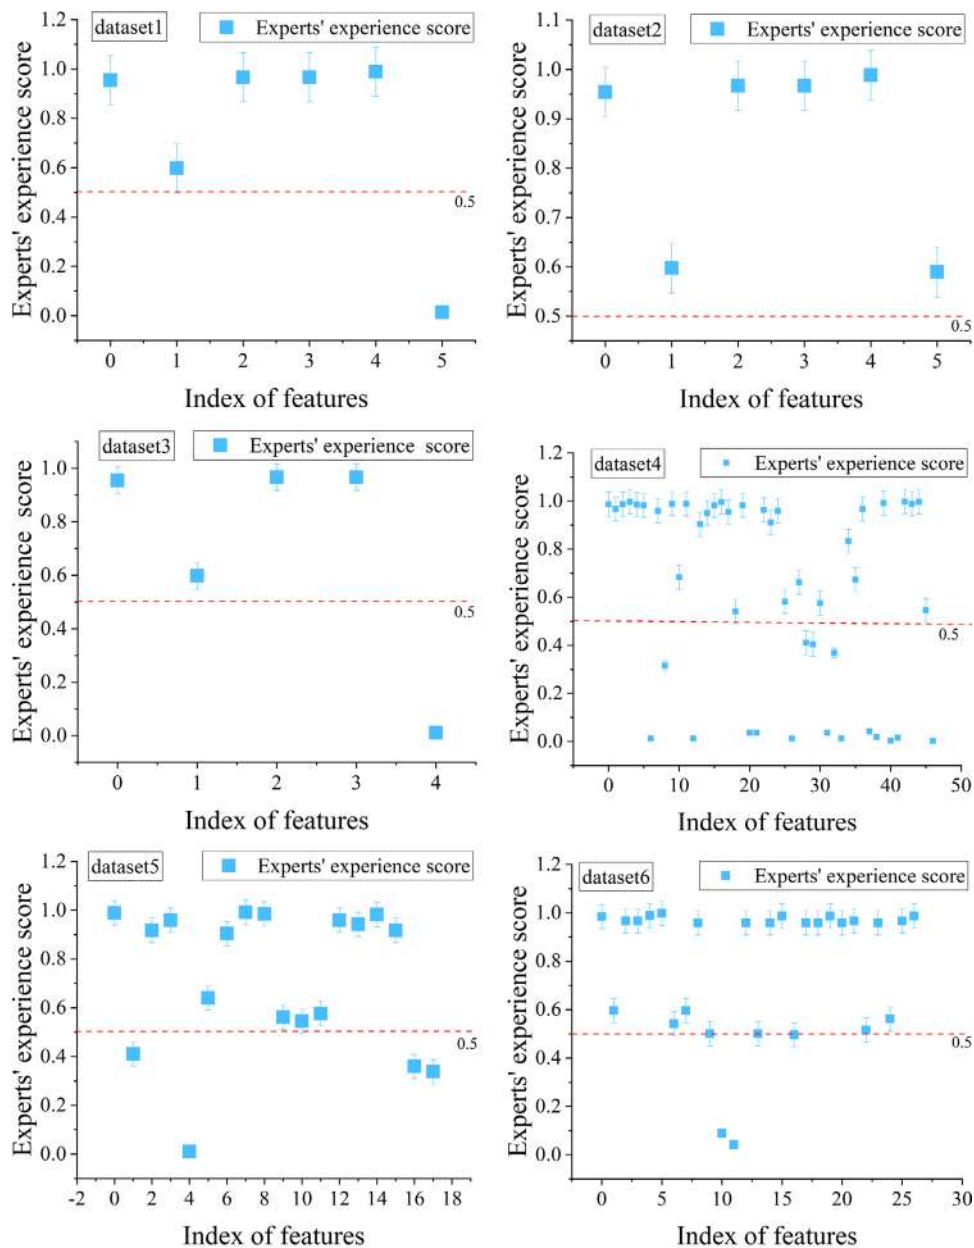 dataset1
Experts' experience score
Experts' experience score
1.2
1.0
0.8
0.6
0.4
0.2
0.0
0.5
0 1 2 3 4 5
Index of features
dataset2
Experts' experience score
Experts' experience score
1.1
1.0
0.9
0.8
0.7
0.6
0.5
0.5
0 1 2 3 4 5
Index of features
dataset3
Experts' experience score
Experts' experience score
1.0
0.8
0.6
0.4
0.2
0.0
0.5
0 1 2 3 4
Index of features
dataset4
Experts' experience score
Experts' experience score
1.2
1.0
0.8
0.6
0.4
0.2
0.0
0.5
0 10 20 30 40 50
Index of features
dataset5
Experts' experience score
Experts' experience score
1.2
1.0
0.8
0.6
0.4
0.2
0.0
0.5
-2 0 2 4 6 8 10 12 14 16 18
Index of features
dataset6
Experts' experience score
Experts' experience score
1.2
1.0
0.8
0.6
0.4
0.2
0.0
0.5
0 5 10 15 20 25 30
Index of features